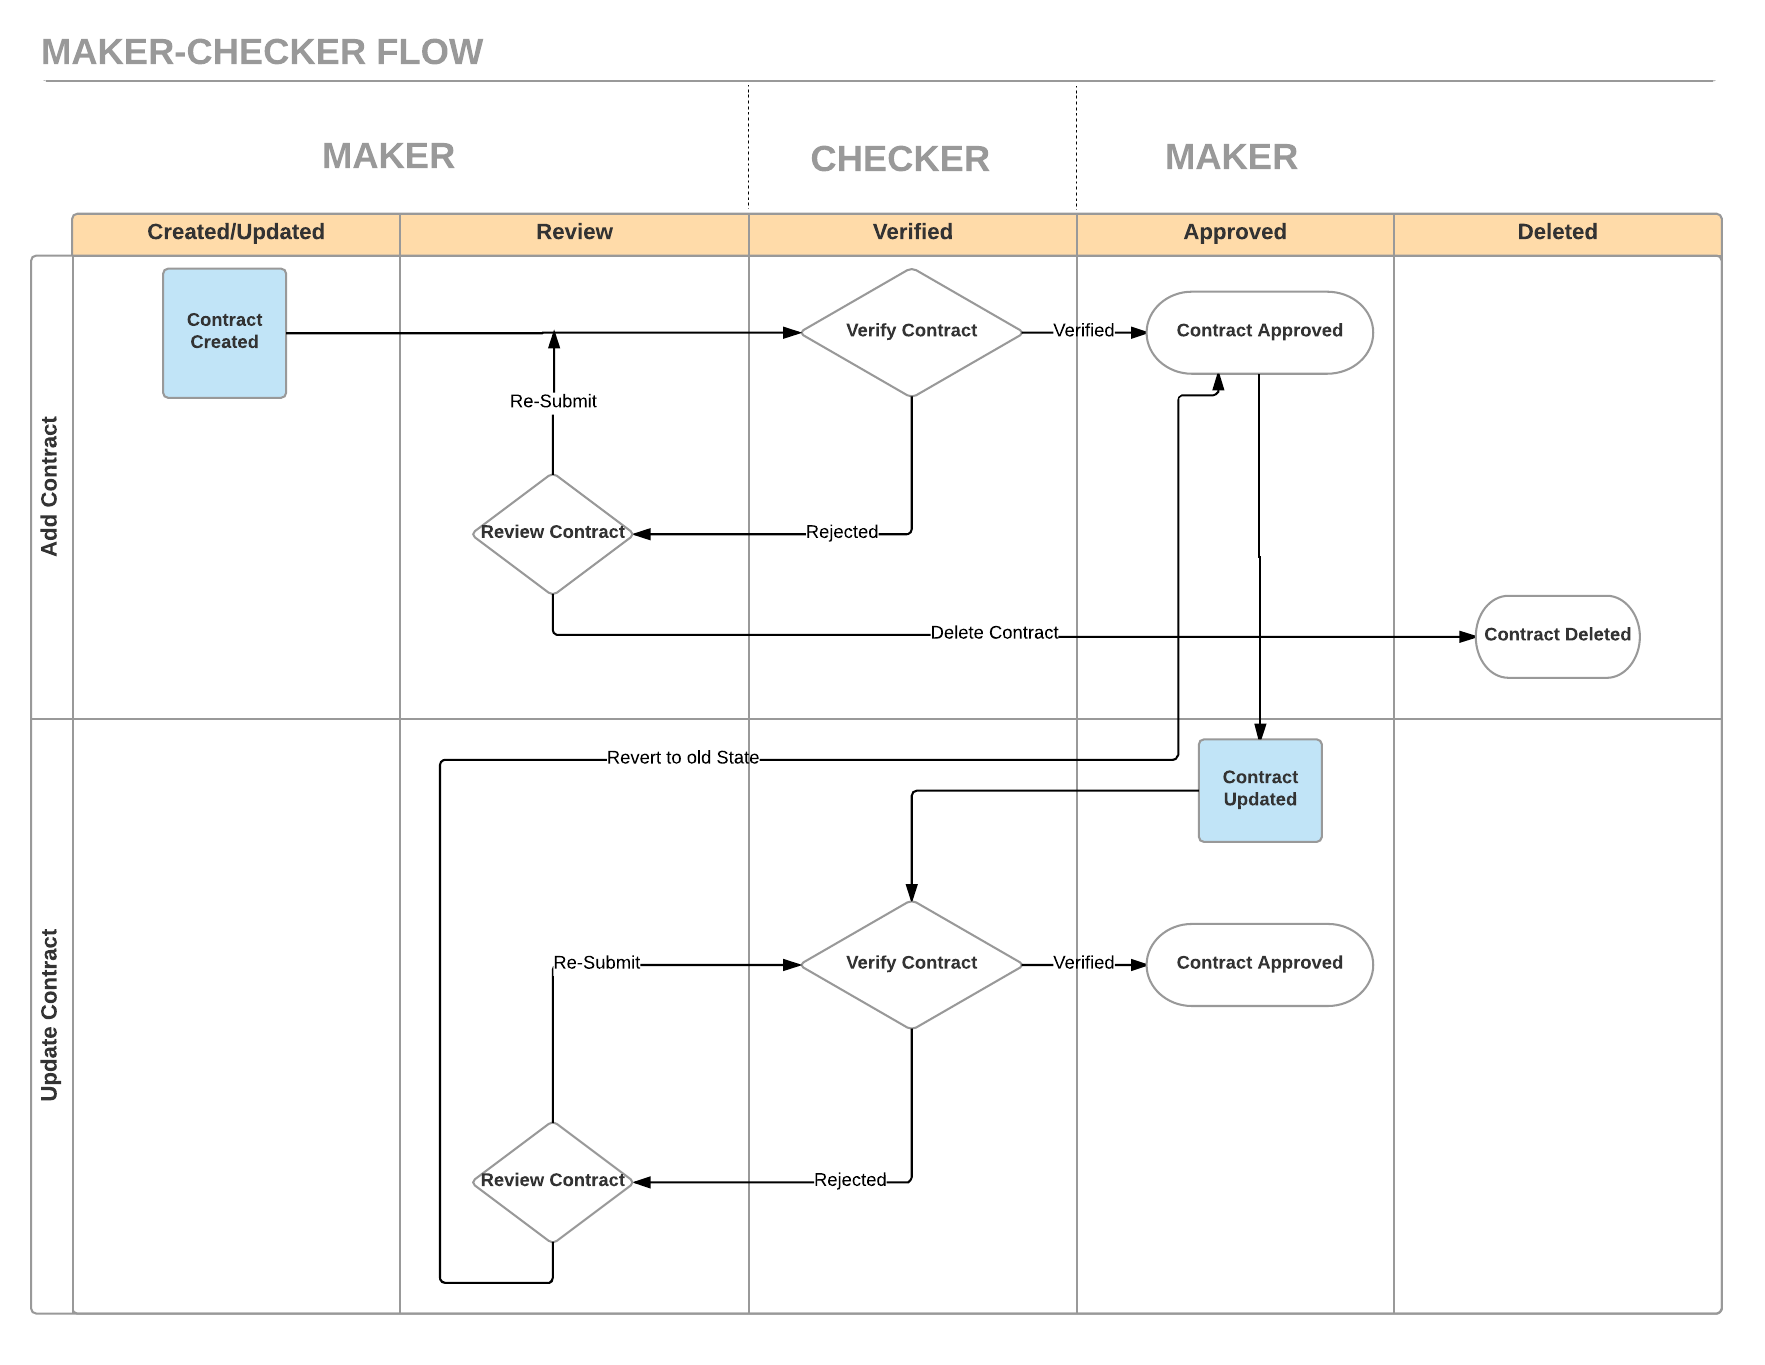 MAKER-CHECKER FLOW
MAKER
CHECKER
MAKER
Created/Updated
Review
Verified
Approved
Deleted
Add Contract
Contract
Created
Verify Contract
Verified
Contract Approved
Re-Submit
Review Contract
Rejected
Delete Contract
Contract Deleted
Update Contract
Revert to old State
Contract
Updated
Re-Submit
Verify Contract
Verified
Contract Approved
Review Contract
Rejected